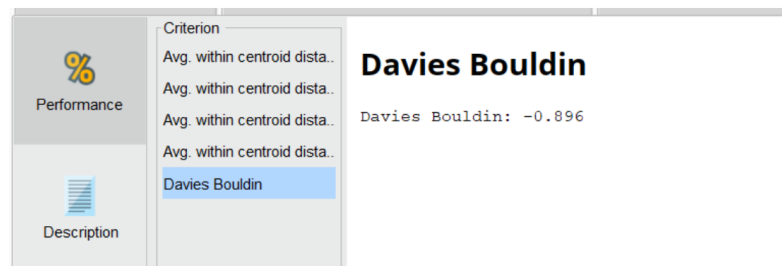 %
Performance
Description
Criterion
Avg. within centroid dista..
Avg. within centroid dista..
Avg. within centroid dista..
Avg. within centroid dista..
Davies Bouldin
Davies Bouldin
Davies Bouldin: -0.896